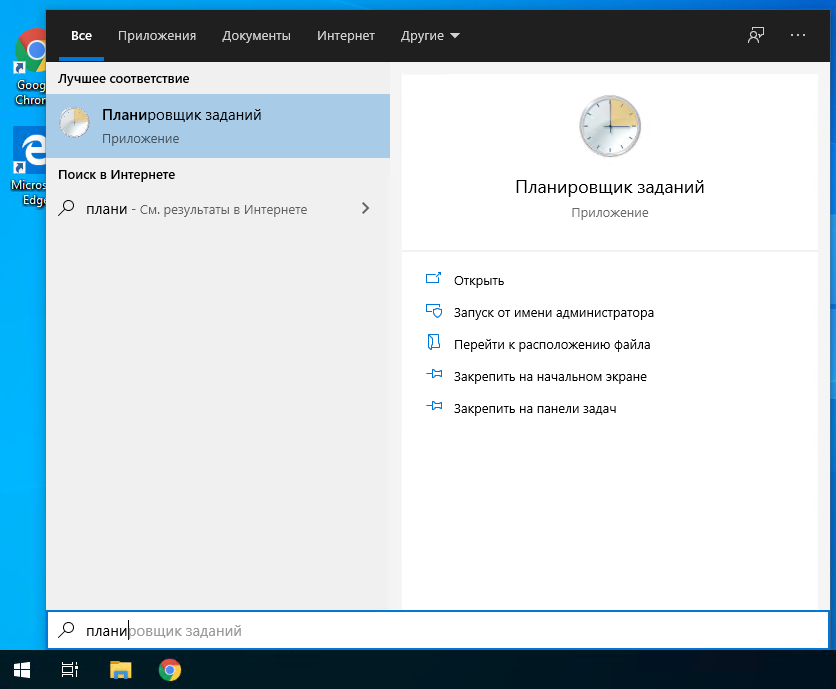 Все Приложения Документы Интернет Другие
Goog
Chron
Лучшее соответствие
Планировщик заданий
Приложение
Micros
Edge
Поиск в Интернете
плани - См. результаты в Интернете
Планировщик заданий
Приложение
Открыть
Запуск от имени администратора
Перейти к расположению файла
Закрепить на начальном экране
Закрепить на панели задач
планировщик заданий